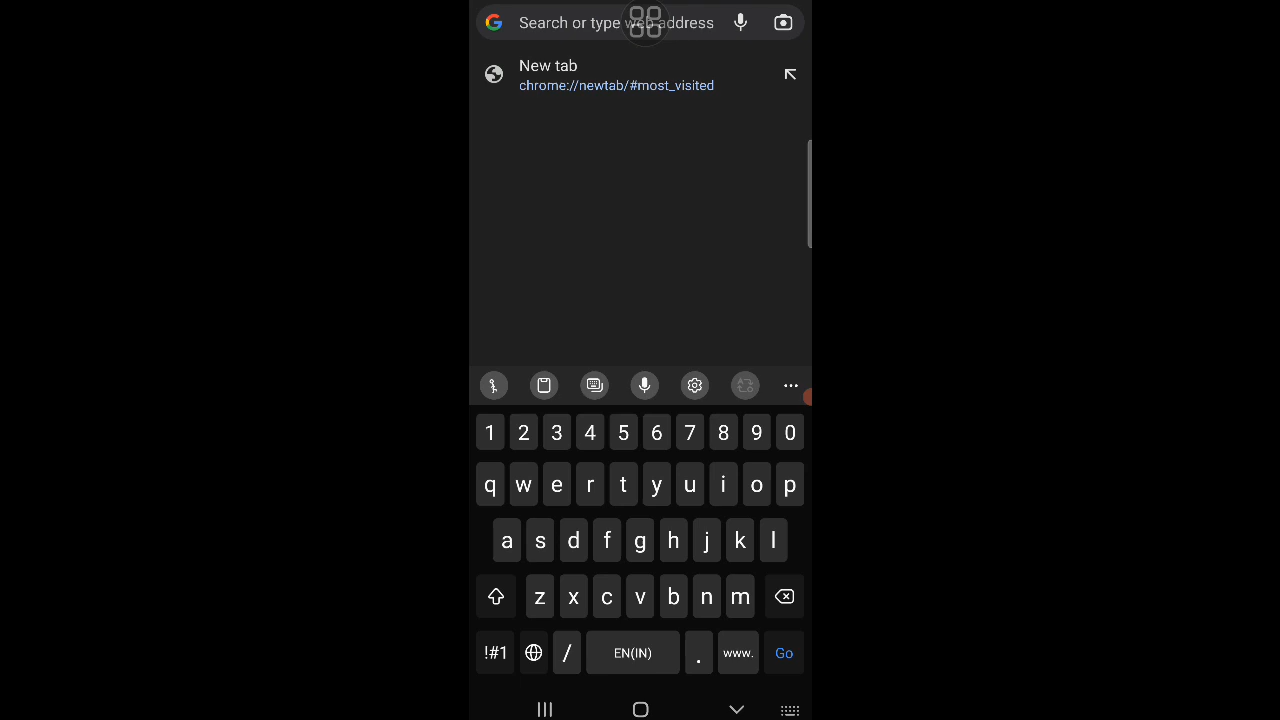 Search or type web address
New tab
chrome://newtab/#most_visited
1 2 3 4 5 6 7 8 9 0
q w e r t y u i o p
a s d f g h j k l
z x c v b n m
!#1 / EN(IN) . www. Go